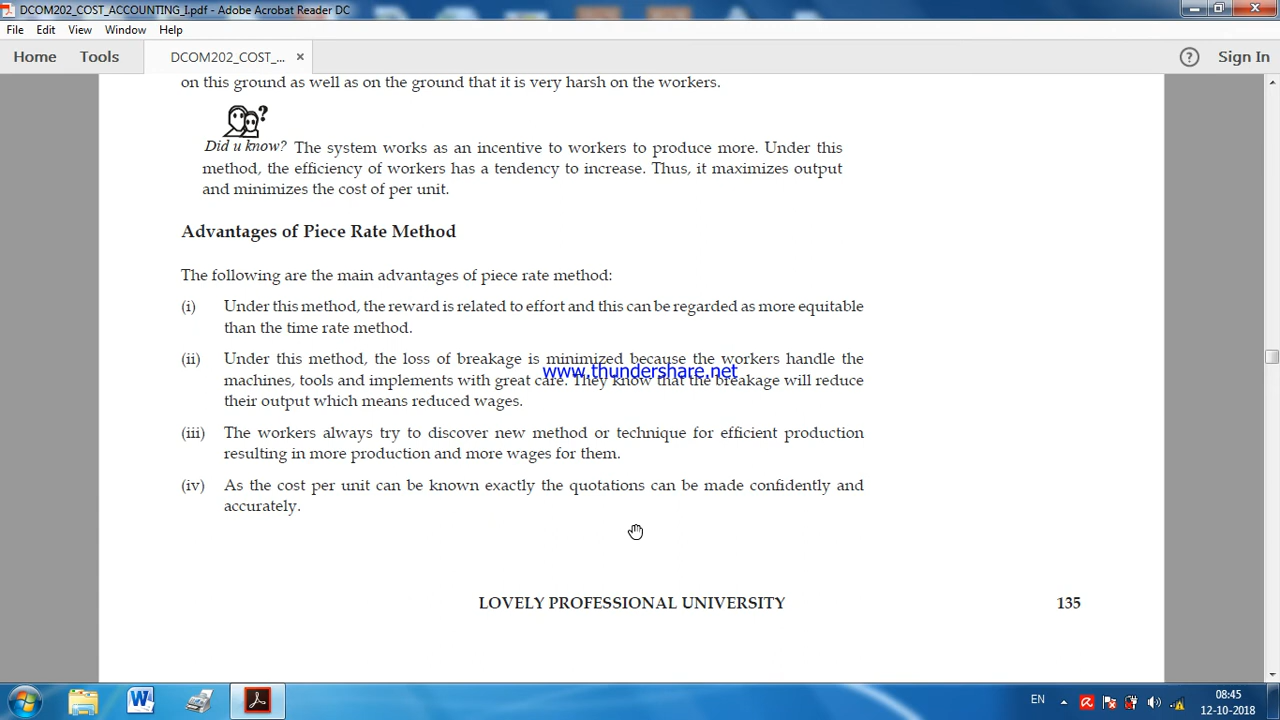 DCOM202_COST_ACCOUNTING_I.pdf - Adobe Acrobat Reader DC
File Edit View Window Help
Home Tools DCOM202_COST_... × ? Sign In
on this ground as well as on the ground that it is very harsh on the workers.
?
Did u know? The system works as an incentive to workers to produce more. Under this
method, the efficiency of workers has a tendency to increase. Thus, it maximizes output
and minimizes the cost of per unit.
Advantages of Piece Rate Method
The following are the main advantages of piece rate method:
(i) Under this method, the reward is related to effort and this can be regarded as more equitable
than the time rate method.
(ii) Under this method, the loss of breakage is minimized because the workers handle the
www.thundershare.net
machines, tools and implements with great care. They know that the breakage will reduce
their output which means reduced wages.
(iii) The workers always try to discover new method or technique for efficient production
resulting in more production and more wages for them.
(iv) As the cost per unit can be known exactly the quotations can be made confidently and
accurately.
LOVELY PROFESSIONAL UNIVERSITY 135
EN 08:45
12-10-2018